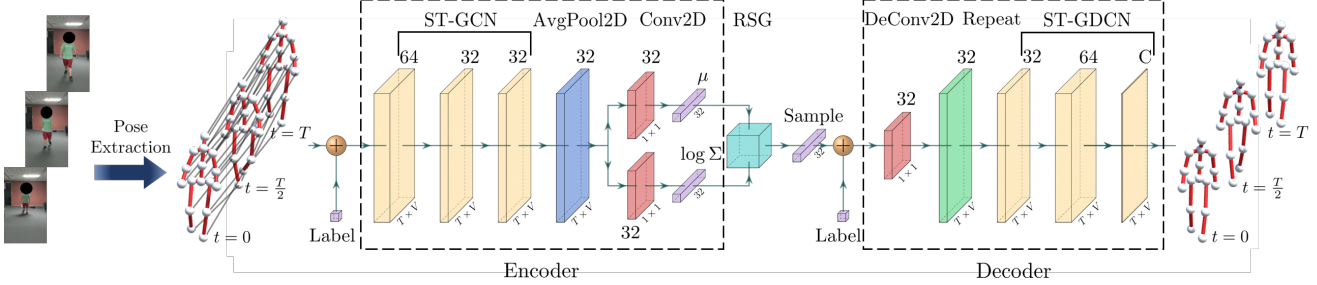 Pose
Extraction
t = T
t = T/2
t = 0
Label
ST-GCN
AvgPool2D
Conv2D
64
32
32
32
32
32
T × V
T × V
T × V
T × V
1 × 1
1 × 1
μ
32
log Σ
32
Encoder
RSG
Sample
32
Label
DeConv2D
Repeat
ST-GDCN
32
32
32
64
C
1 × 1
T × V
T × V
T × V
T × V
Decoder
t = T
t = T/2
t = 0